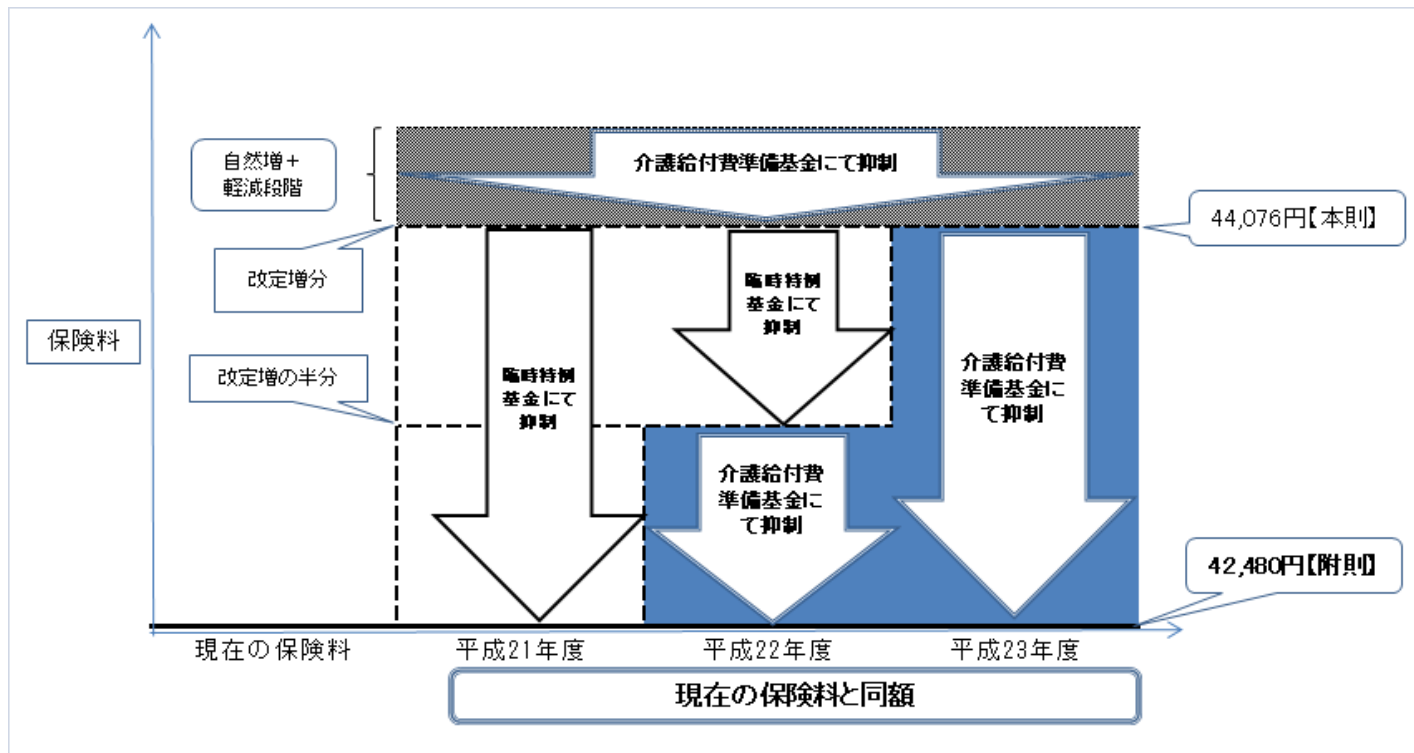 自然増+
軽減段階
介護給付費準備基金にて抑制
44,076円【本則】
改定増分
臨時特例
基金にて
抑制
保険料
改定増の半分
臨時特例
基金にて
抑制
介護給付費
準備基金に
て抑制
介護給付費
準備基金に
て抑制
42,480円【附則】
現在の保険料
平成21年度
平成22年度
平成23年度
現在の保険料と同額